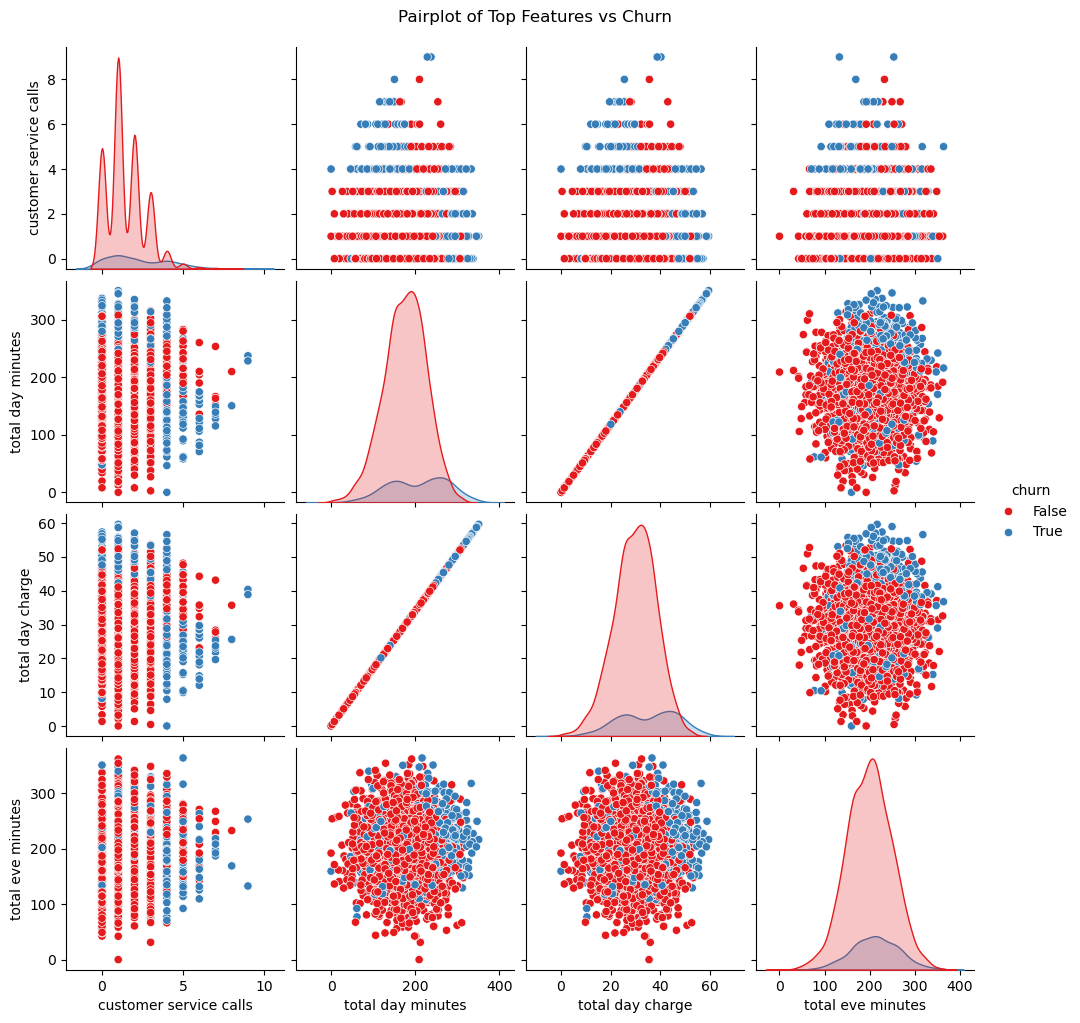 Pairplot of Top Features vs Churn
customer service calls
8
6
4
2
0
total day minutes
300
200
100
0
total day charge
60
50
40
30
20
10
0
total eve minutes
300
200
100
0
0 5 10
0 200 400
0 20 40 60
0 100 200 300 400
customer service calls
total day minutes
total day charge
total eve minutes
churn
False
True